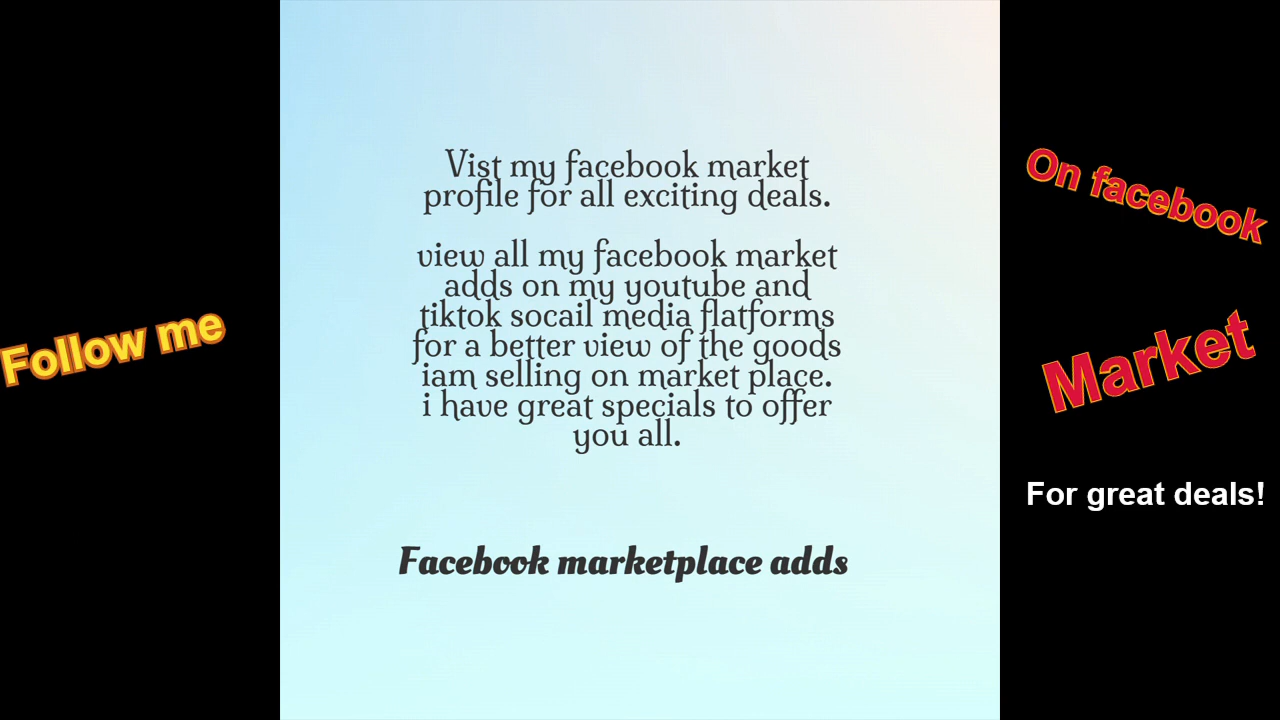 Follow me
Vist my facebook market
profile for all exciting deals.
view all my facebook market
adds on my youtube and
tiktok socail media flatforms
for a better view of the goods
iam selling on market place.
i have great specials to offer
you all.
Facebook marketplace adds
On facebook
Market
For great deals!